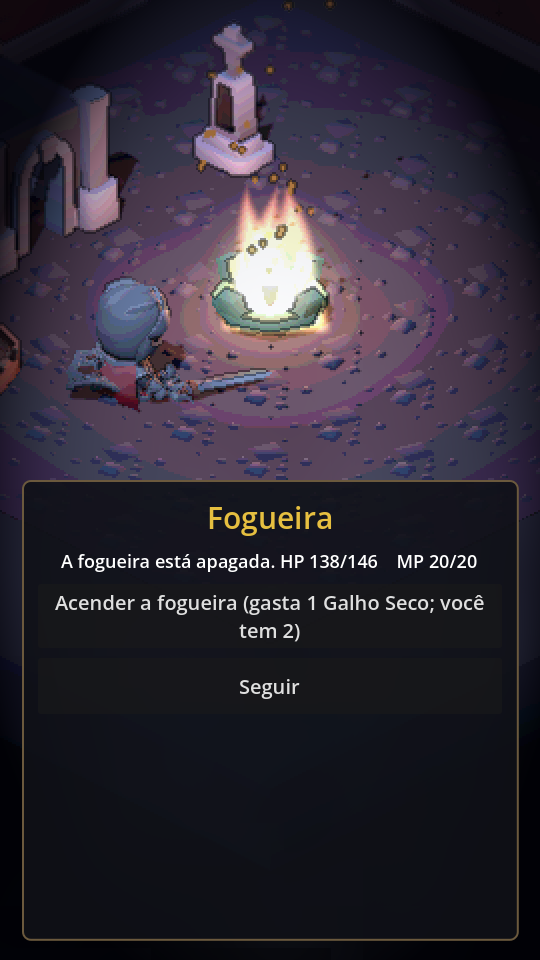 Fogueira
A fogueira está apagada. HP 138/146    MP 20/20
Acender a fogueira (gasta 1 Galho Seco; você
tem 2)
Seguir